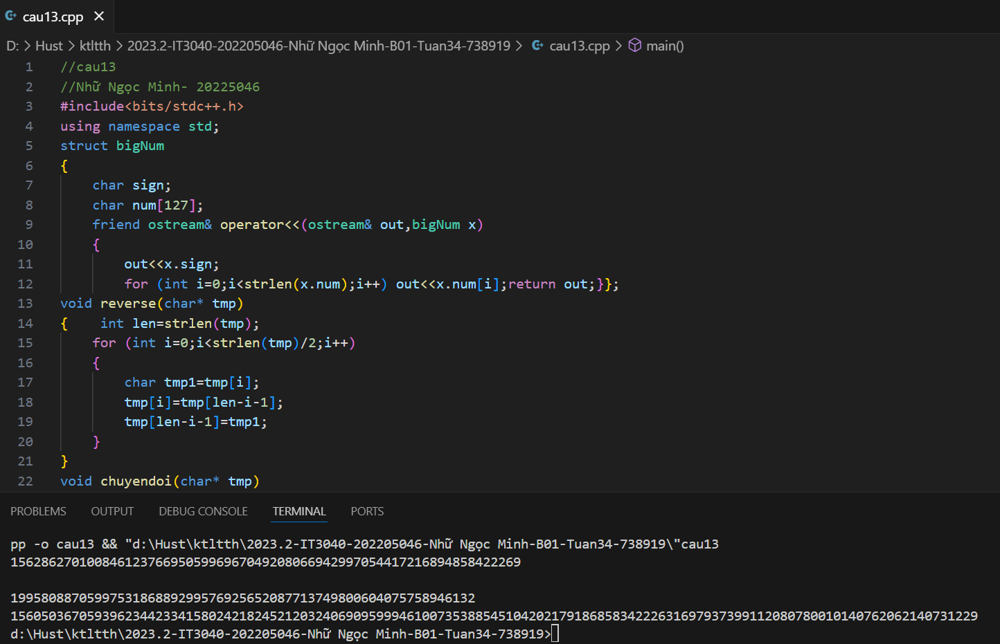 cau13.cpp
D: > Hust > ktltth > 2023.2-IT3040-202205046-Nhữ Ngọc Minh-B01-Tuan34-738919 > cau13.cpp > main()
1 //cau13
2 //Nhữ Ngọc Minh- 20225046
3 #include<bits/stdc++.h>
4 using namespace std;
5 struct bigNum
6 {
7 char sign;
8 char num[127];
9 friend ostream& operator<<(ostream& out,bigNum x)
10 {
11 out<<x.sign;
12 for (int i=0;i<strlen(x.num);i++) out<<x.num[i];return out;}};
13 void reverse(char* tmp)
14 { int len=strlen(tmp);
15 for (int i=0;i<strlen(tmp)/2;i++)
16 {
17 char tmp1=tmp[i];
18 tmp[i]=tmp[len-i-1];
19 tmp[len-i-1]=tmp1;
20 }
21 }
22 void chuyendoi(char* tmp)
PROBLEMS OUTPUT DEBUG CONSOLE TERMINAL PORTS
pp -o cau13 && "d:\Hust\ktltth\2023.2-IT3040-202205046-Nhữ Ngọc Minh-B01-Tuan34-738919\"cau13
1562862701008461237669505996967049208066942997054417216894858422269
199580887059975318688929957692565208771374980060407575894​6132
15605036705939623442334158024218245212032406909599946100735388545104202179186858342226316979373991120807800101407620621407​31229
d:\Hust\ktltth\2023.2-IT3040-202205046-Nhữ Ngọc Minh-B01-Tuan34-738919>